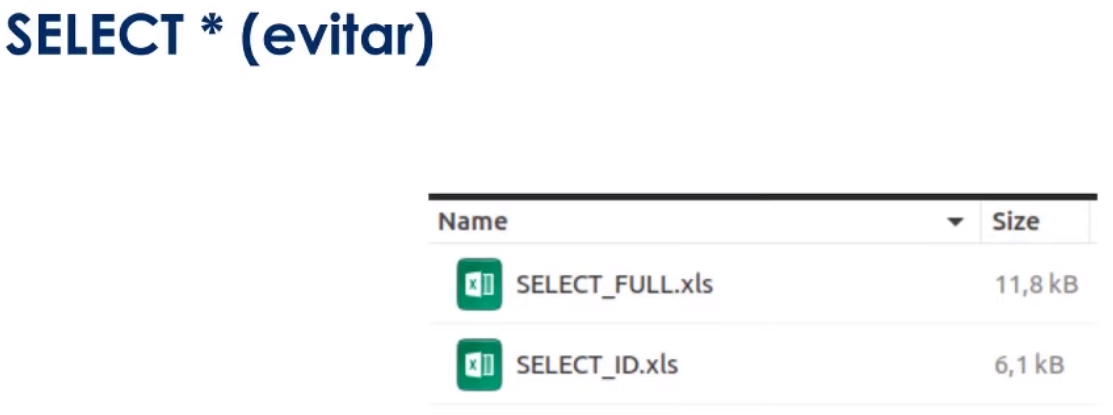 SELECT * (evitar)
Name Size
SELECT_FULL.xls 11,8 kB
SELECT_ID.xls 6,1 kB